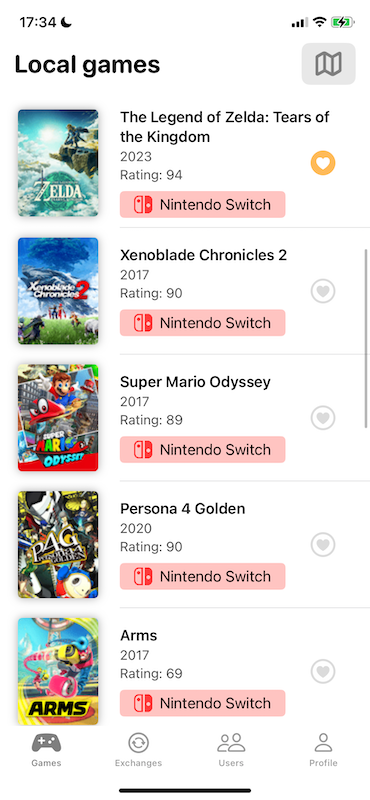 17:34
Local games
The Legend of Zelda: Tears of
the Kingdom
2023
Rating: 94
Nintendo Switch
ZELDA
Xenoblade Chronicles 2
2017
Rating: 90
Nintendo Switch
Xenoblade
Chronicles 2
Super Mario Odyssey
2017
Rating: 89
Nintendo Switch
SUPER
MARIO
ODYSSEY
Persona 4 Golden
2020
Rating: 90
Nintendo Switch
P4G
Arms
2017
Rating: 69
Nintendo Switch
ARMS
Games
Exchanges
Users
Profile